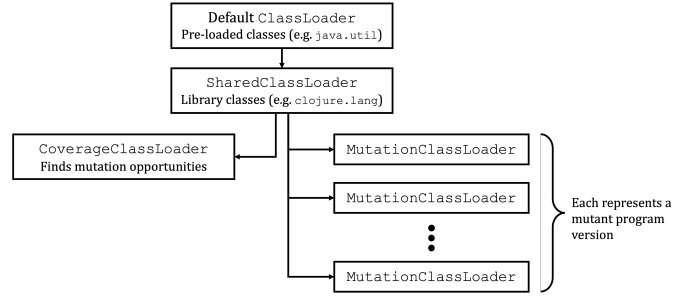 Default ClassLoader
Pre-loaded classes (e.g. java.util)
SharedClassLoader
Library classes (e.g. clojure.lang)
CoverageClassLoader
Finds mutation opportunities
MutationClassLoader
MutationClassLoader
MutationClassLoader
Each represents a
mutant program
version